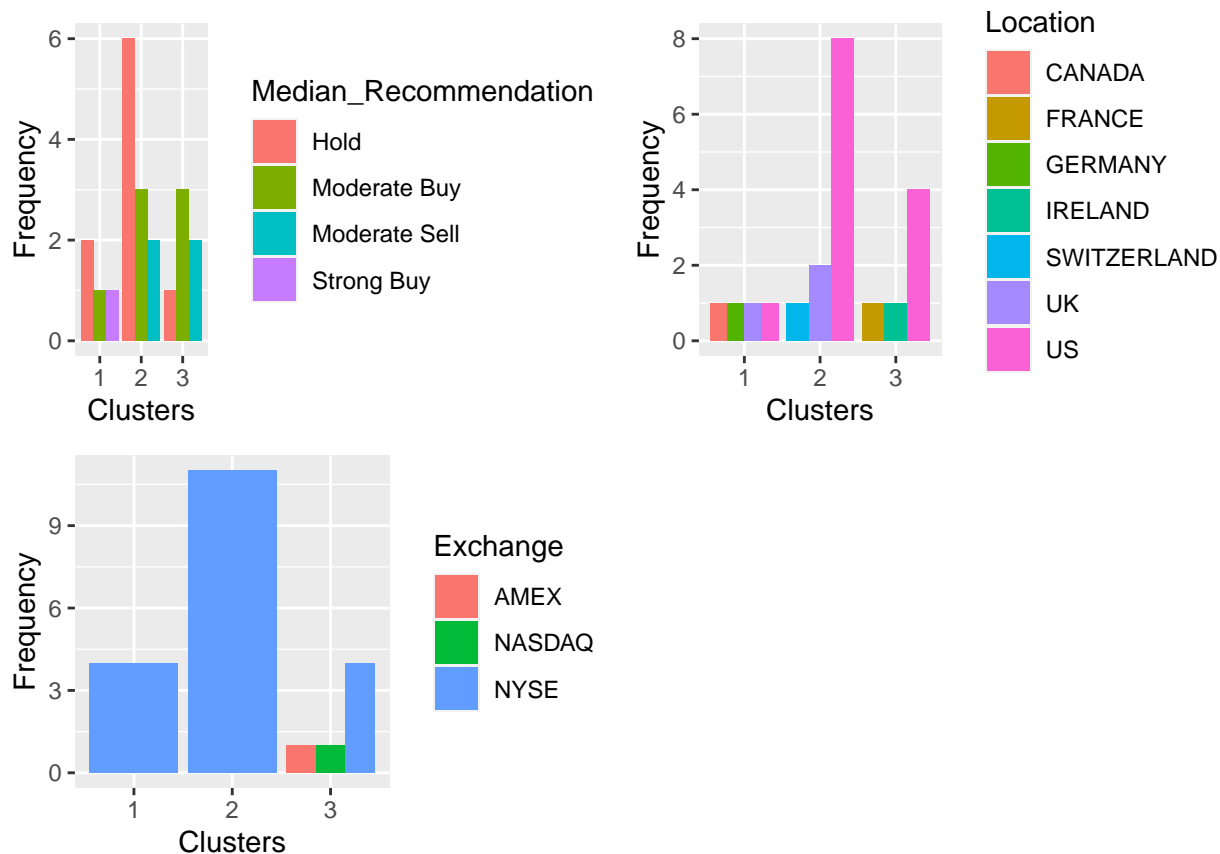 6
4
2
0
Frequency
1 2 3
Clusters
Median_Recommendation
Hold
Moderate Buy
Moderate Sell
Strong Buy
8
6
4
2
0
Frequency
1 2 3
Clusters
Location
CANADA
FRANCE
GERMANY
IRELAND
SWITZERLAND
UK
US
9
6
3
0
Frequency
1 2 3
Clusters
Exchange
AMEX
NASDAQ
NYSE